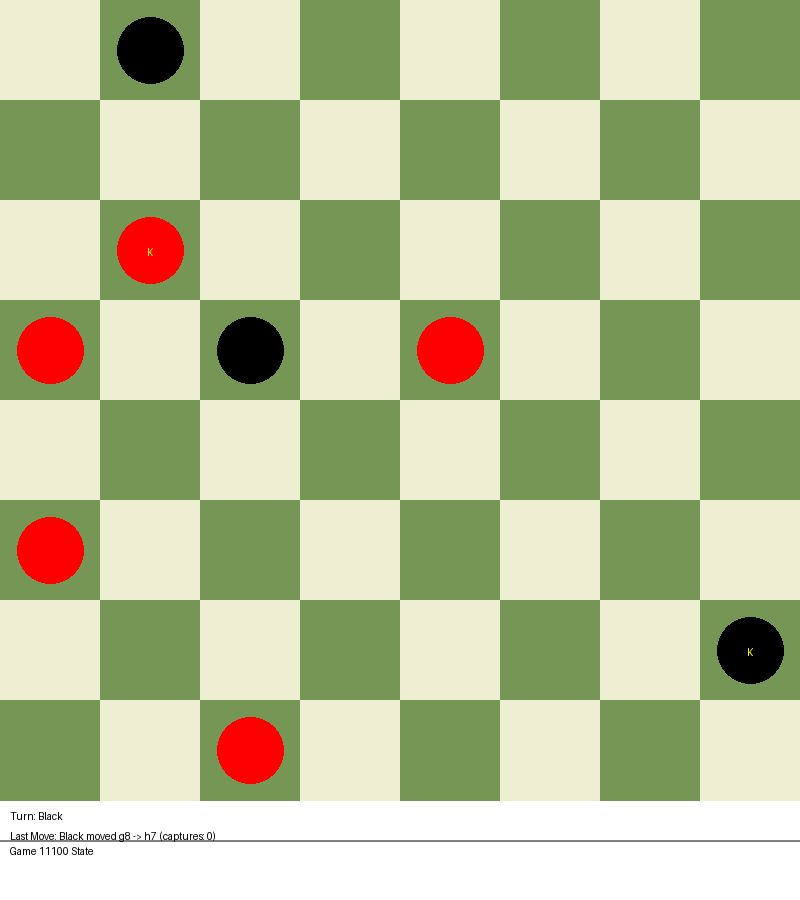 K
K
Turn: Black
Last Move: Black moved g8 -> h7 (captures: 0)
Game 11100 State